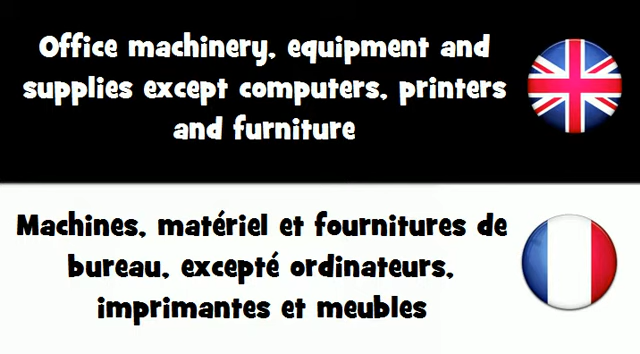 Office machinery, equipment and
supplies except computers, printers
and furniture
Machines, matériel et fournitures de
bureau, excepté ordinateurs,
imprimantes et meubles